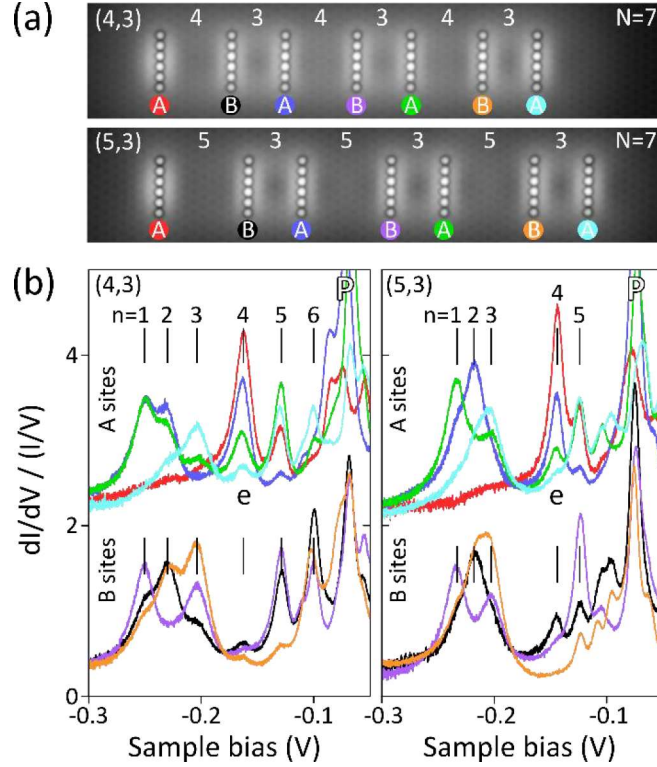 (a)
(4,3) 4 3 4 3 4 3 N=7
A B A B A B A
(5,3) 5 3 5 3 5 3 N=7
A B A B A B A
(b)
(4,3) P (5,3) P
n=1 2 3 4 5 6 n=1 2 3 4 5
A sites
A sites
e e
B sites
B sites
dI/dV / (I/V)
4
2
0
-0.3 -0.2 -0.1 -0.3 -0.2 -0.1
Sample bias (V) Sample bias (V)